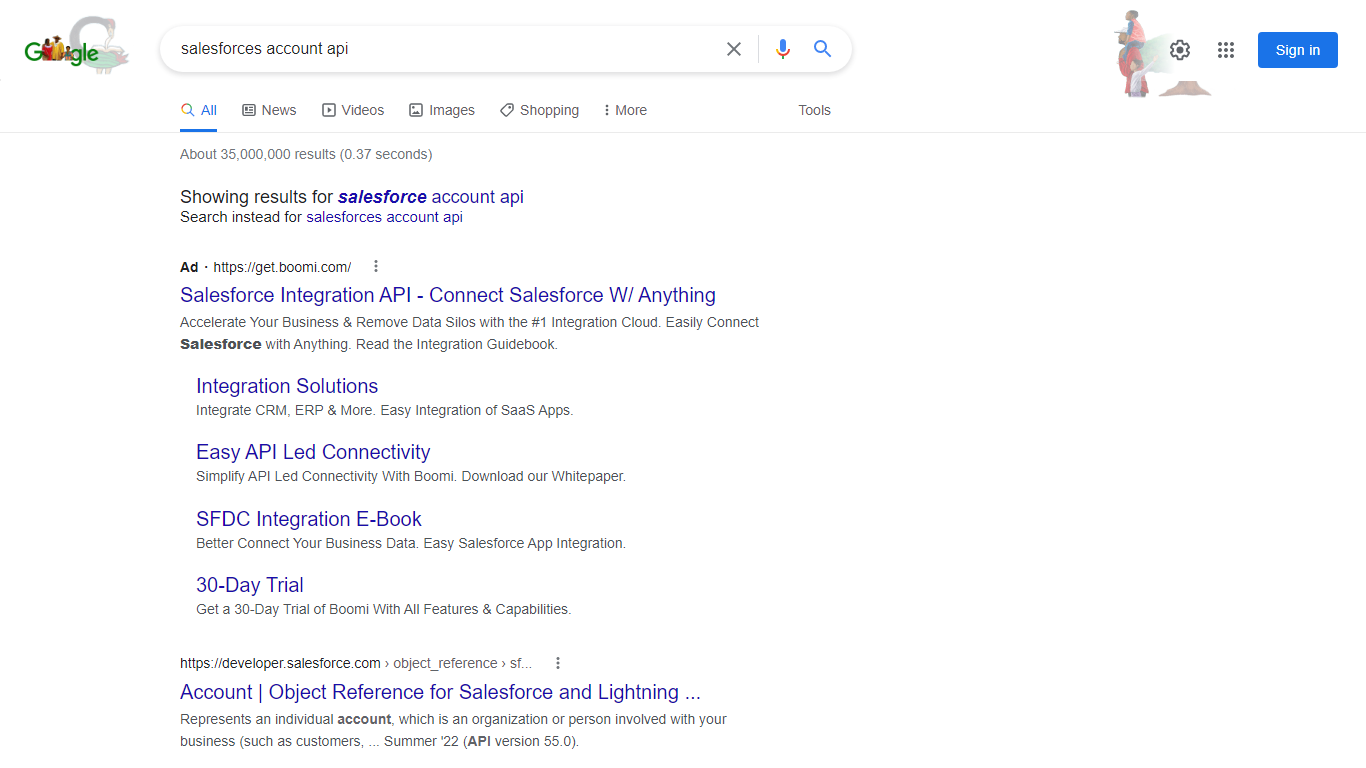 Google
salesforces account api
Sign in
All
News
Videos
Images
Shopping
More
Tools
About 35,000,000 results (0.37 seconds)
Showing results for salesforce account api
Search instead for salesforces account api
Ad · https://get.boomi.com/
Salesforce Integration API - Connect Salesforce W/ Anything
Accelerate Your Business & Remove Data Silos with the #1 Integration Cloud. Easily Connect
Salesforce with Anything. Read the Integration Guidebook.
Integration Solutions
Integrate CRM, ERP & More. Easy Integration of SaaS Apps.
Easy API Led Connectivity
Simplify API Led Connectivity With Boomi. Download our Whitepaper.
SFDC Integration E-Book
Better Connect Your Business Data. Easy Salesforce App Integration.
30-Day Trial
Get a 30-Day Trial of Boomi With All Features & Capabilities.
https://developer.salesforce.com › object_reference › sf...
Account | Object Reference for Salesforce and Lightning ...
Represents an individual account, which is an organization or person involved with your
business (such as customers, ... Summer '22 (API version 55.0).